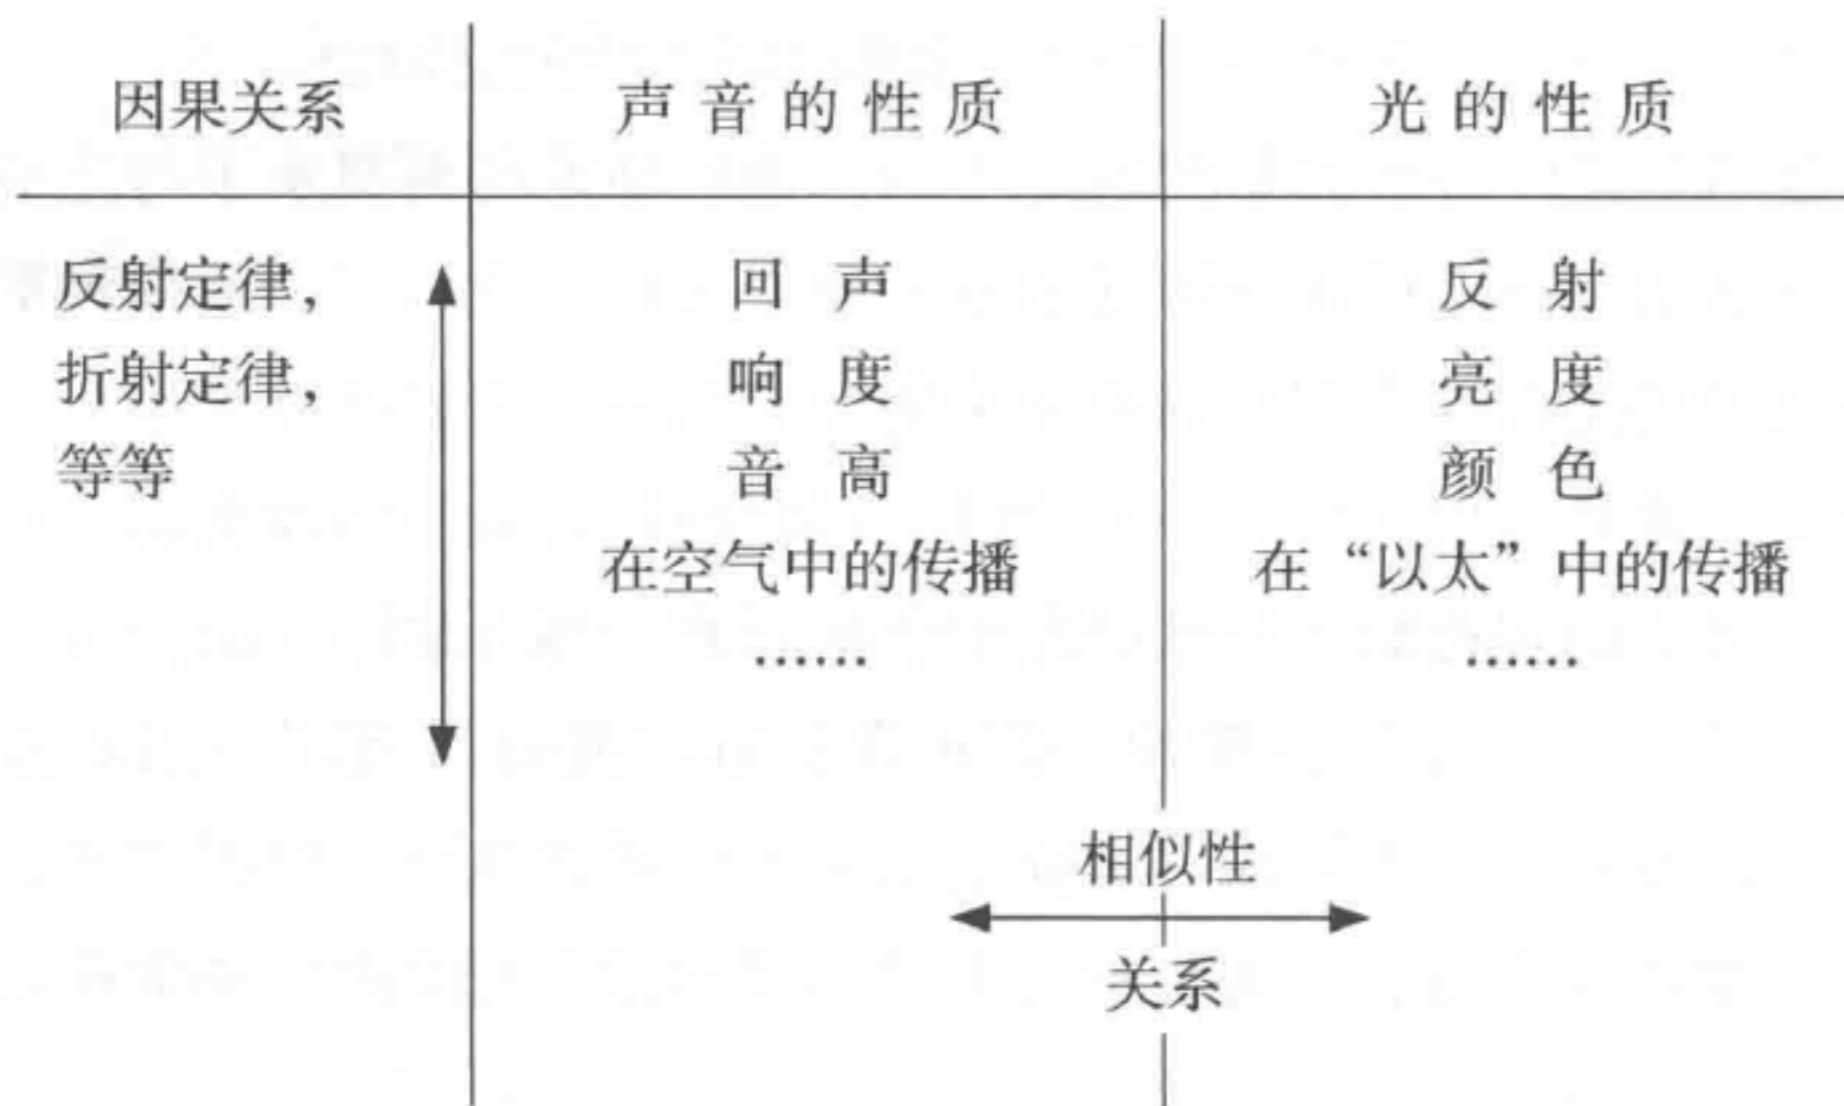 因果关系 声音的性质 光的性质
反射定律， 回声 反射
折射定律， 响度 亮度
等等 音高 颜色
在空气中的传播 在“以太”中的传播
…… ……
相似性
关系